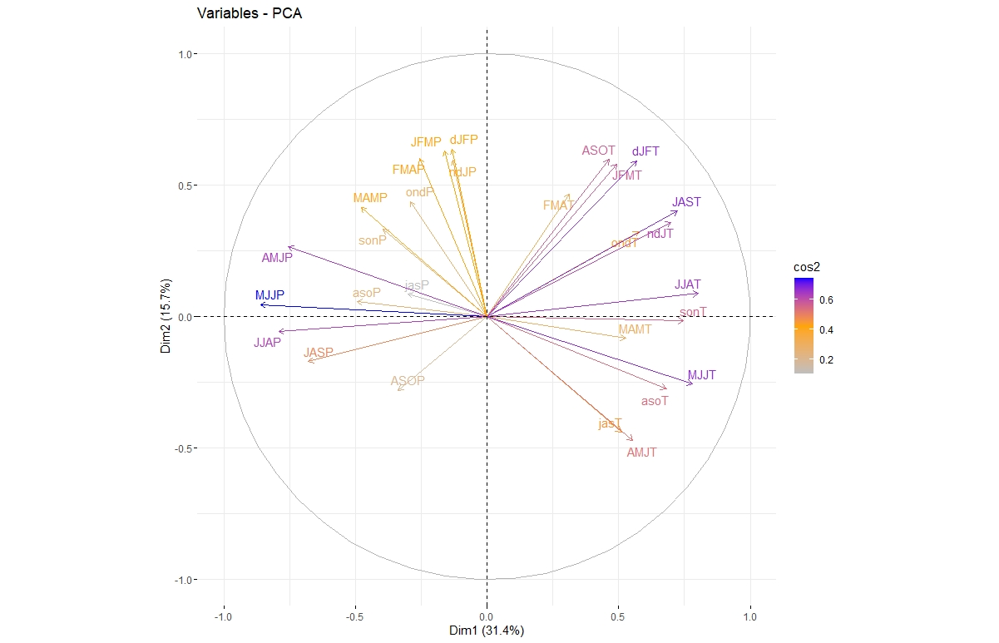 Variables - PCA
1.0
JFMP dJFP
ASOT dJFT
FMAP ndJP
JFMT
0.5
ondP
MAMP
FMAT
JAST
sonP
ondT ndJT
AMJP
cos2
MJJP
asoP jasP
JJAT
0.6
sonT
0.0
MAMT
0.4
JJAP
JASP
0.2
Dim2 (15.7%)
ASOP
MJJT
asoT
jasT
-0.5
AMJT
-1.0
-1.0 -0.5 0.0 0.5 1.0
Dim1 (31.4%)